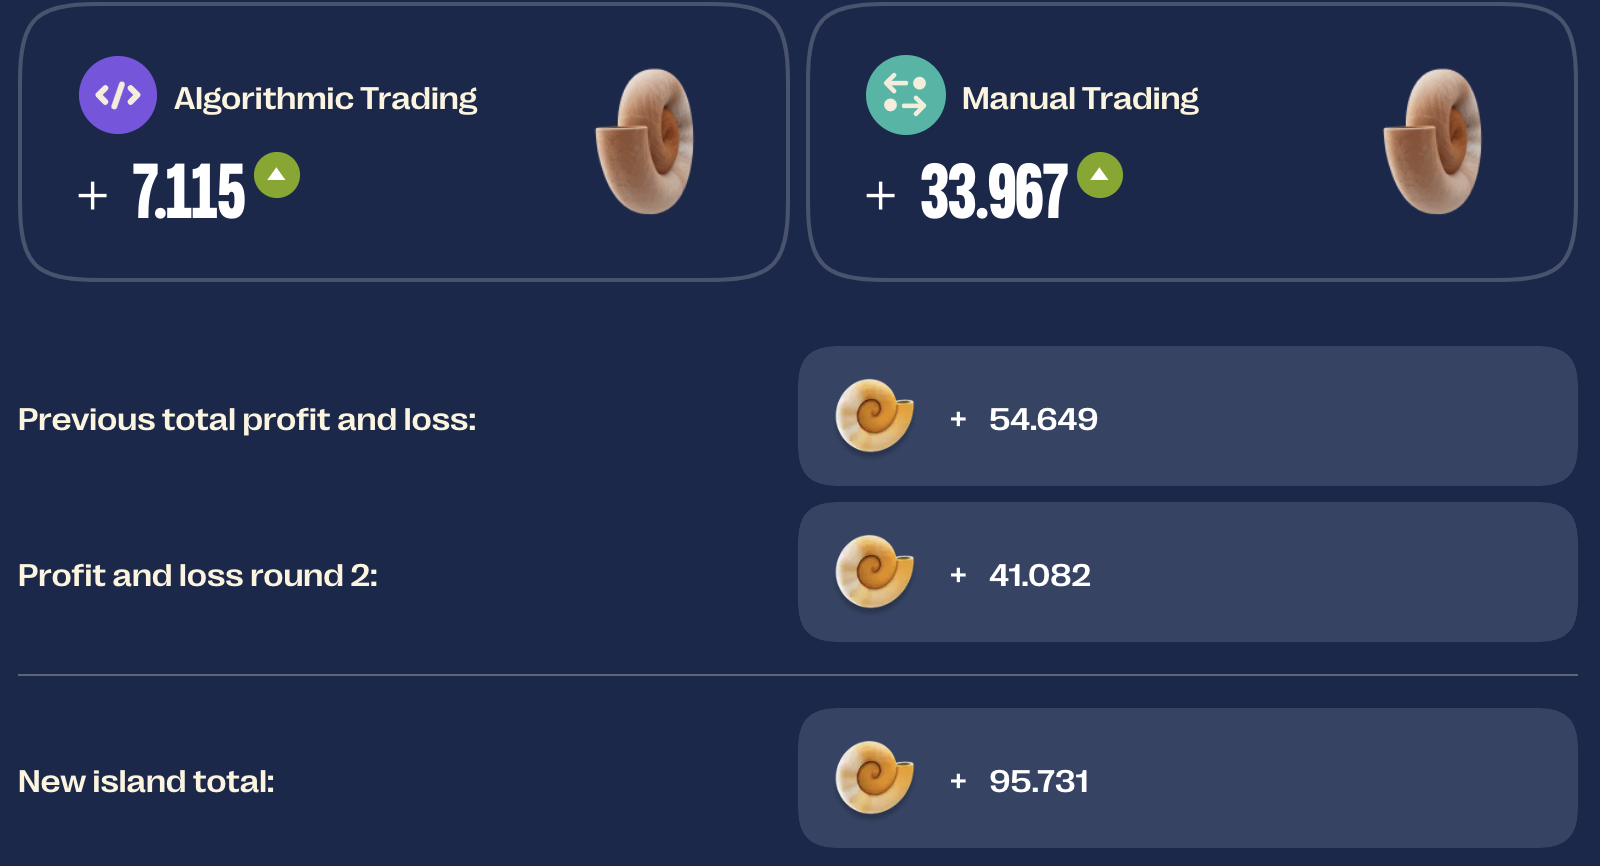 Algorithmic Trading
+ 7.115
Manual Trading
+ 33.967
Previous total profit and loss:
+ 54.649
Profit and loss round 2:
+ 41.082
New island total:
+ 95.731